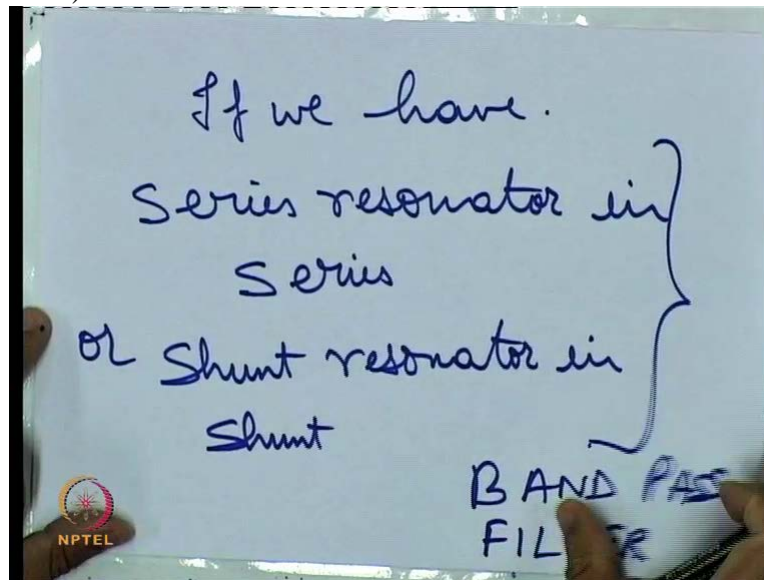 If we have.
Series resonator in
Series
or Shunt resonator in
Shunt
BAND PASS
FILTER
NPTEL